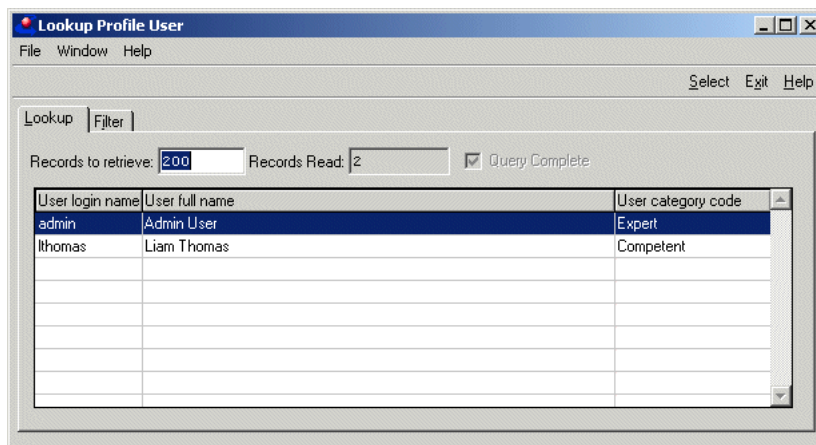 Lookup Profile User
File Window Help
Select Exit Help
Lookup Filter
Records to retrieve: 200 Records Read: 2 Query Complete
User login name User full name User category code
admin Admin User Expert
lthomas Liam Thomas Competent